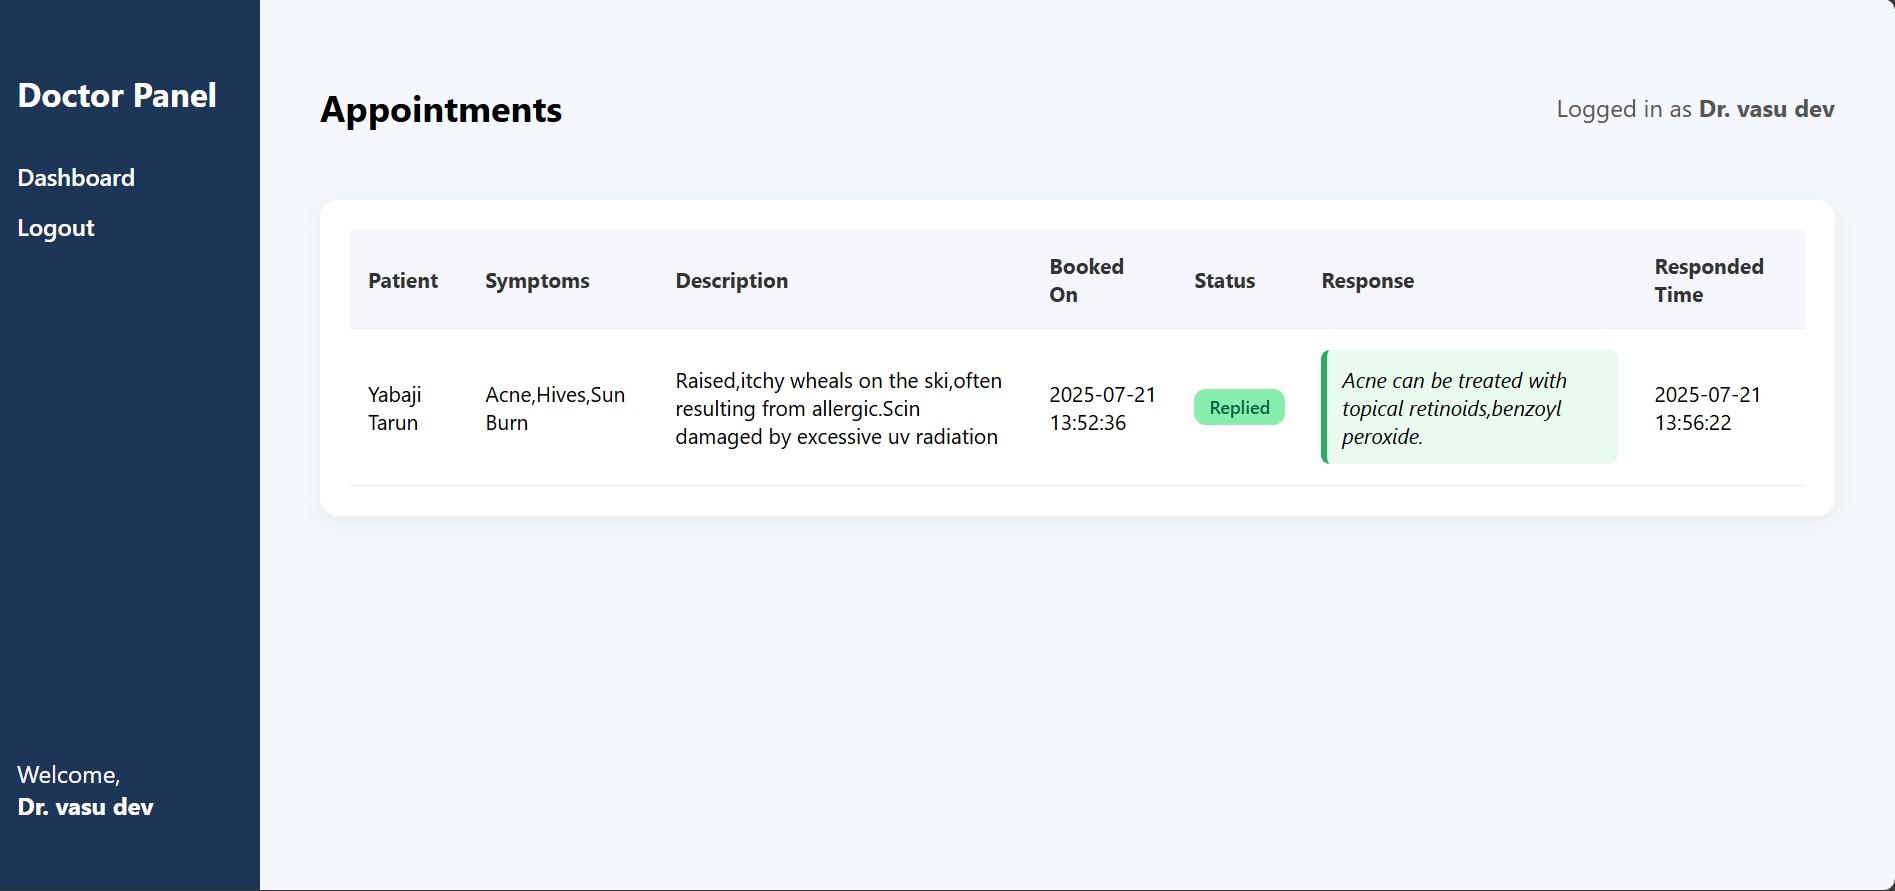 Doctor Panel
Dashboard
Logout
Welcome,
Dr. vasu dev
Appointments
Logged in as Dr. vasu dev
Patient
Symptoms
Description
Booked
On
Status
Response
Responded
Time
Yabaji
Tarun
Acne,Hives,Sun
Burn
Raised,itchy wheals on the ski,often
resulting from allergic.Scin
damaged by excessive uv radiation
2025-07-21
13:52:36
Replied
Acne can be treated with
topical retinoids,benzoyl
peroxide.
2025-07-21
13:56:22